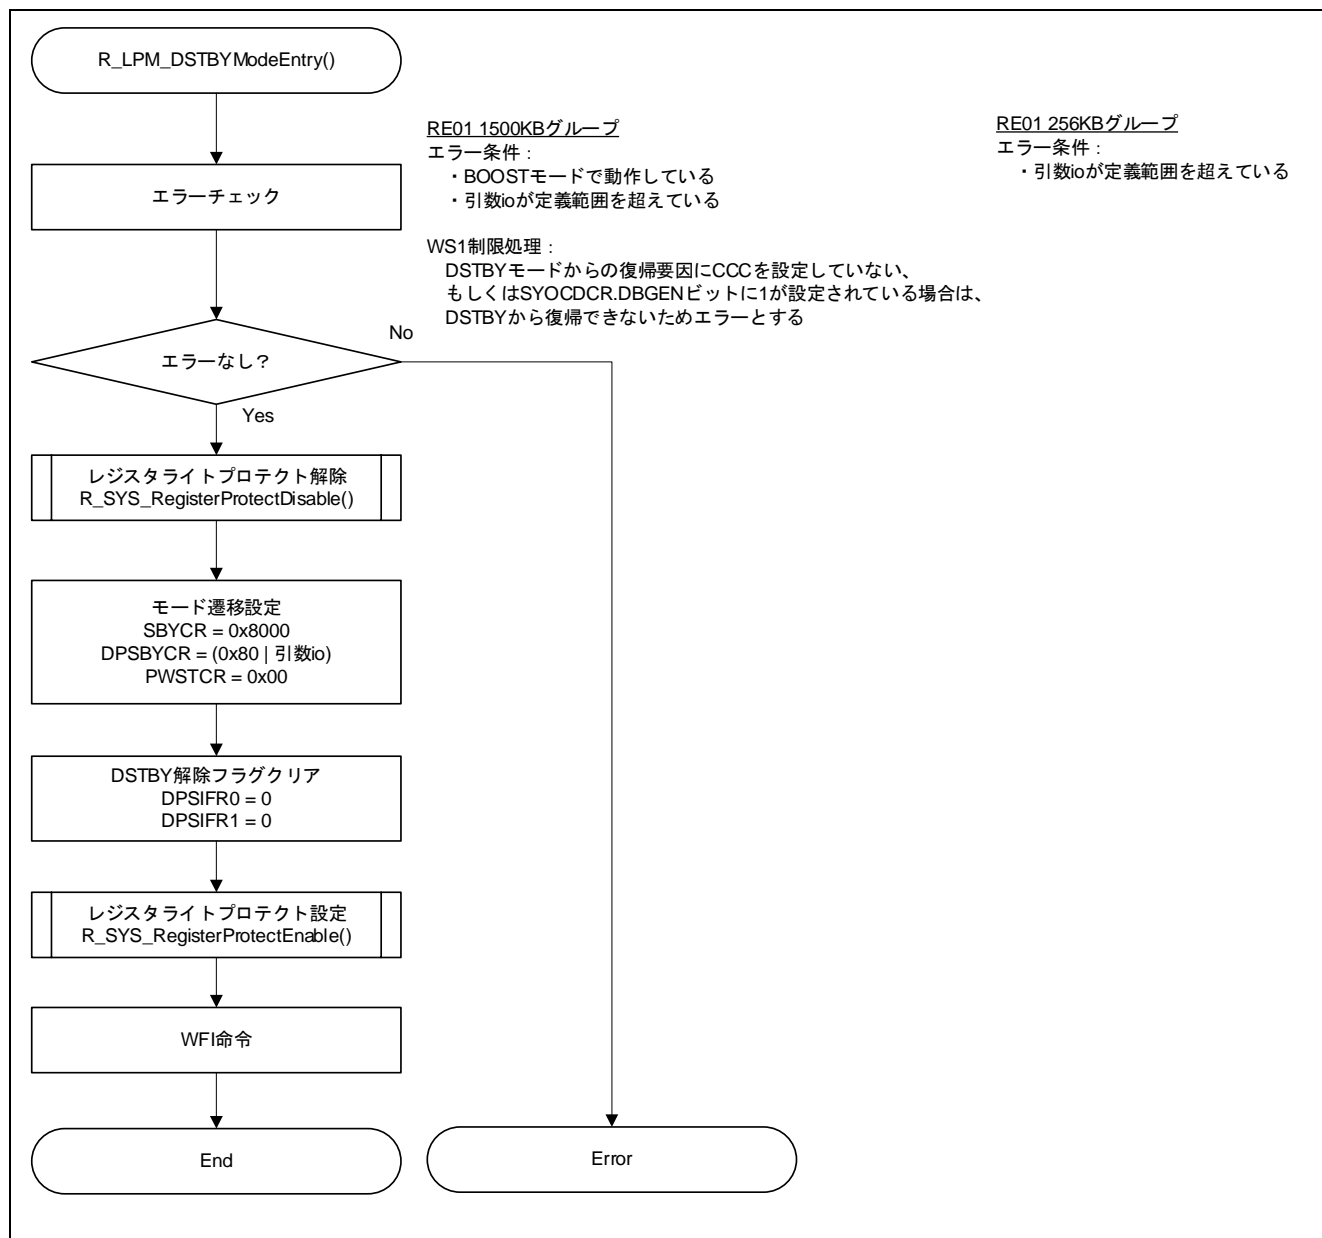 R_LPM_DSTBYModeEntry()
RE01 1500KBグループ
エラー条件：
・BOOSTモードで動作している
・引数ioが定義範囲を超えている
WS1制限処理：
DSTBYモードからの復帰要因にCCCを設定していない、
もしくはSYOCDCR.DBGENビットに1が設定されている場合は、
DSTBYから復帰できないためエラーとする
RE01 256KBグループ
エラー条件：
・引数ioが定義範囲を超えている
エラーチェック
エラーなし？
No
Yes
レジスタライトプロテクト解除
R_SYS_RegisterProtectDisable()
モード遷移設定
SBYCR = 0x8000
DPSBYCR = (0x80 | 引数io)
PWSTCR = 0x00
DSTBY解除フラグクリア
DPSIFR0 = 0
DPSIFR1 = 0
レジスタライトプロテクト設定
R_SYS_RegisterProtectEnable()
WFI命令
End
Error